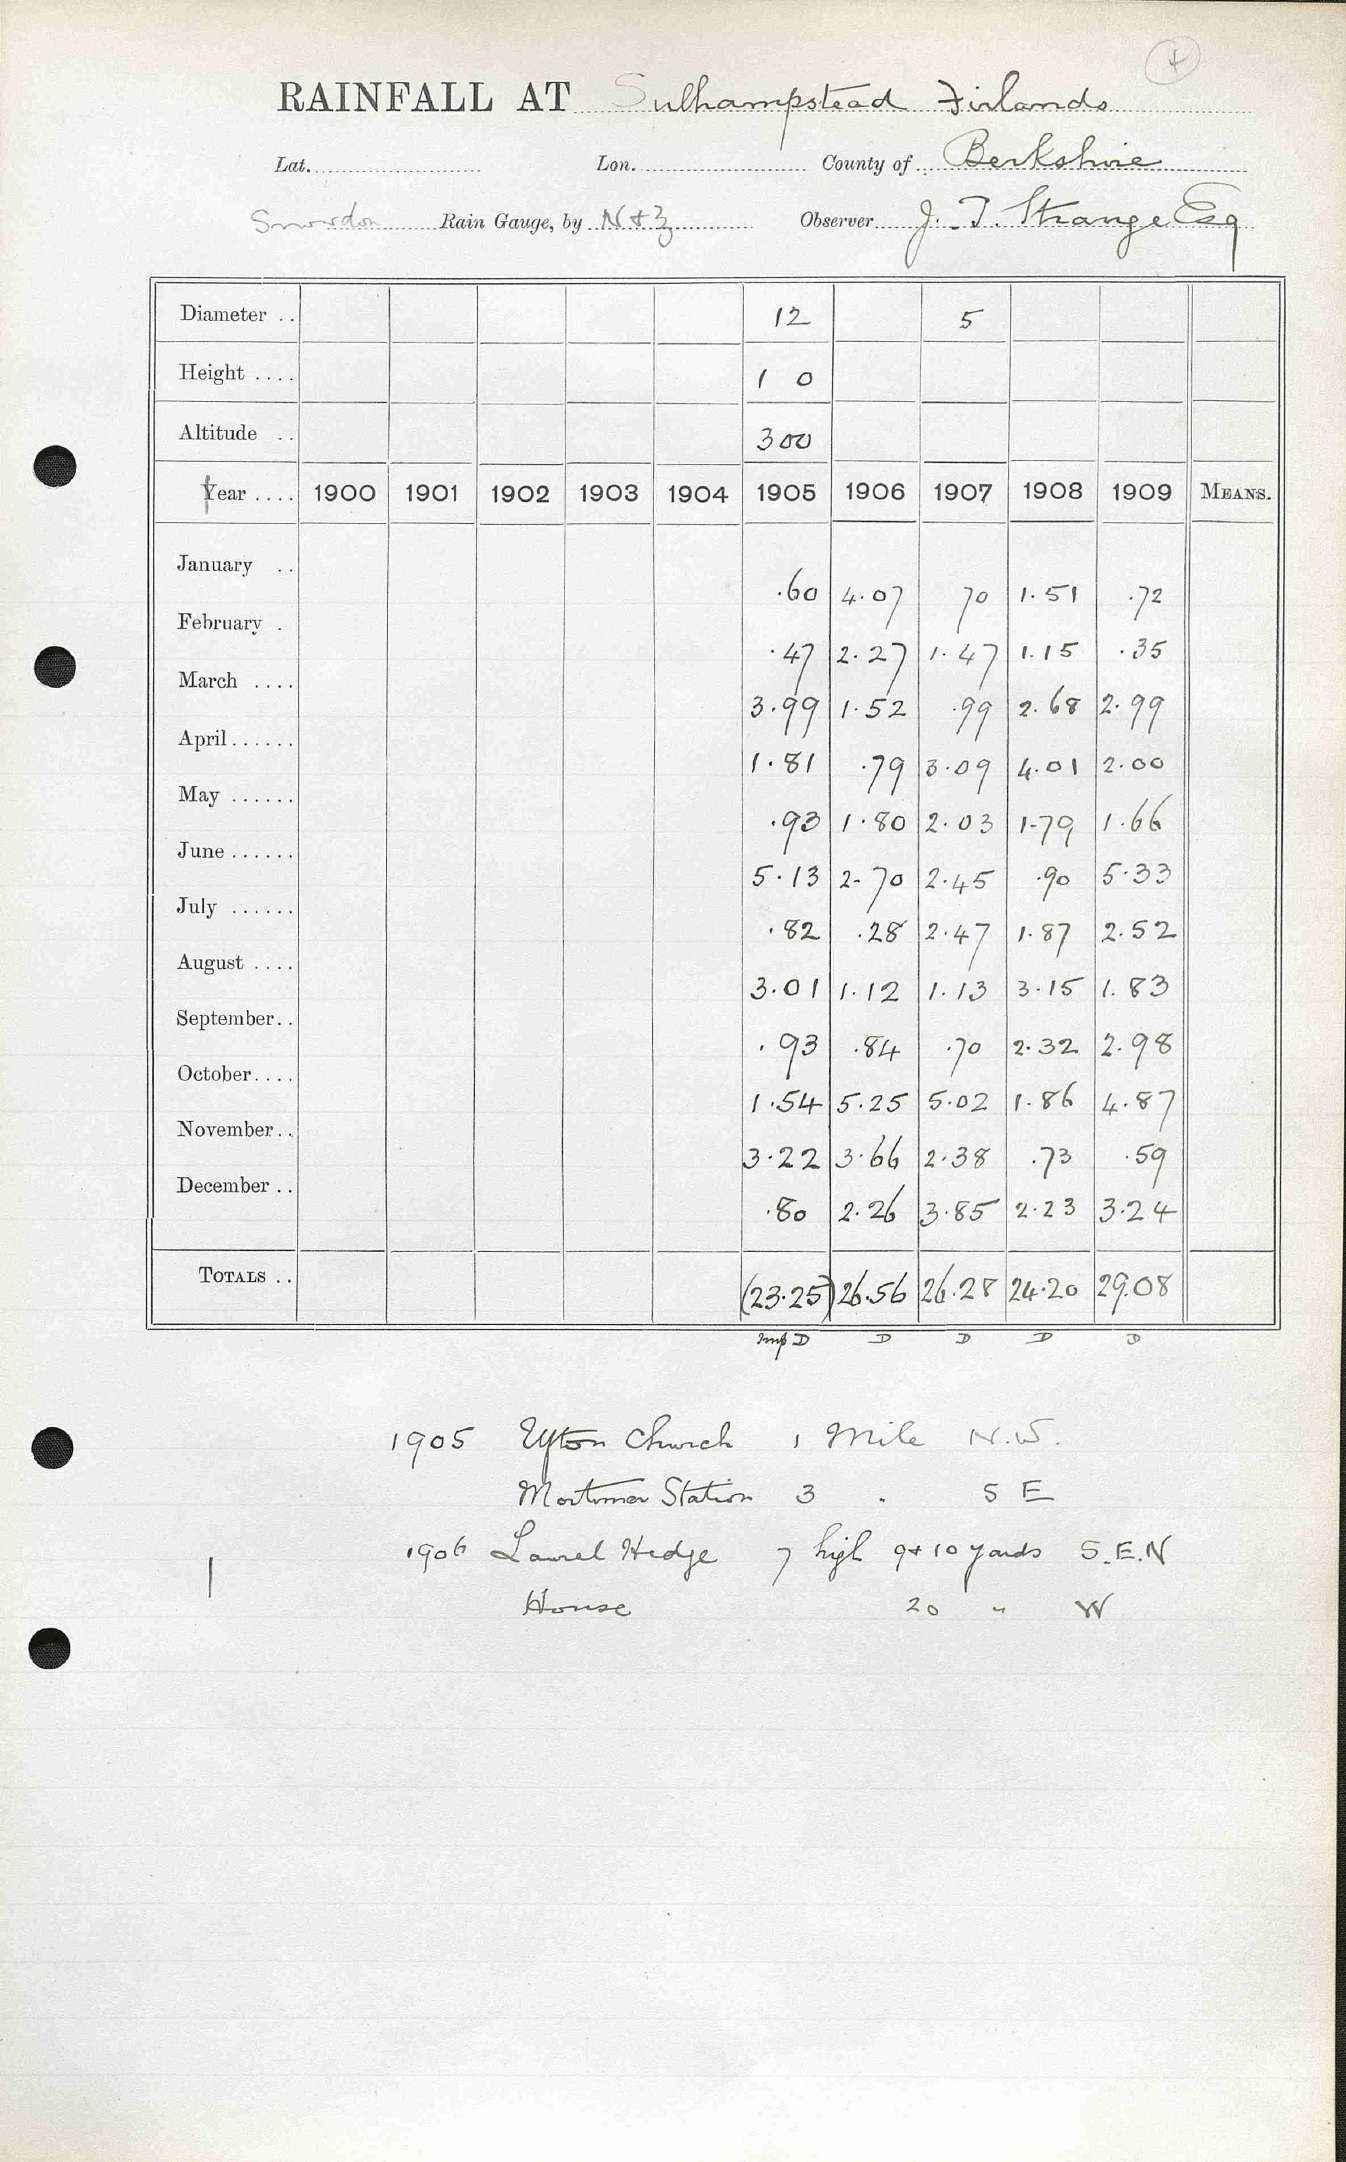 4
RAINFALL AT Sulhampstead Firlands
Lat. Lon. County of Berkshire
Snowdon Rain Gauge, by N & Z Observer J. T. Strange Esq
Diameter .. 12 5
Height .... 1 0
Altitude .. 300
Year .... 1900 1901 1902 1903 1904 1905 1906 1907 1908 1909 MEANS.
January .. .60 4.07 70 1.51 .72
February . .47 2.27 1.47 1.15 .35
March .... 3.99 1.52 .99 2.68 2.99
April...... 1.81 .79 3.09 4.01 2.00
May ...... .93 1.80 2.03 1.79 1.66
June ...... 5.13 2.70 2.45 .90 5.33
July ...... .82 .28 2.47 1.87 2.52
August .... 3.01 1.12 1.13 3.15 1.83
September.. .93 .84 .70 2.32 2.98
October.... 1.54 5.25 5.02 1.86 4.87
November.. 3.22 3.66 2.38 .73 .59
December .. .80 2.26 3.85 2.23 3.24
TOTALS .. (23.25) 26.56 26.28 24.20 29.08
Imp D D D D D
1905 Ufton Church 1 Mile N.W.
Mortimer Station 3 " S E
1906 Laurel Hedge 7 high 9 & 10 yards S.E.N
House 20 " W